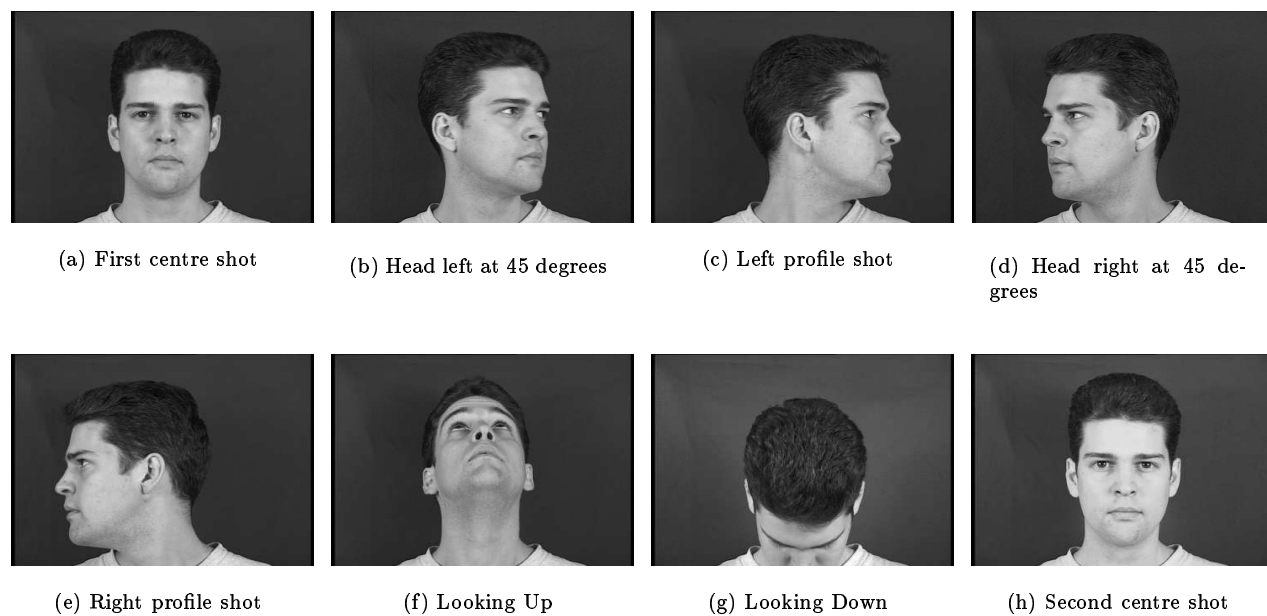 (a) First centre shot
(b) Head left at 45 degrees
(c) Left profile shot
(d) Head right at 45 de-
grees
(e) Right profile shot
(f) Looking Up
(g) Looking Down
(h) Second centre shot